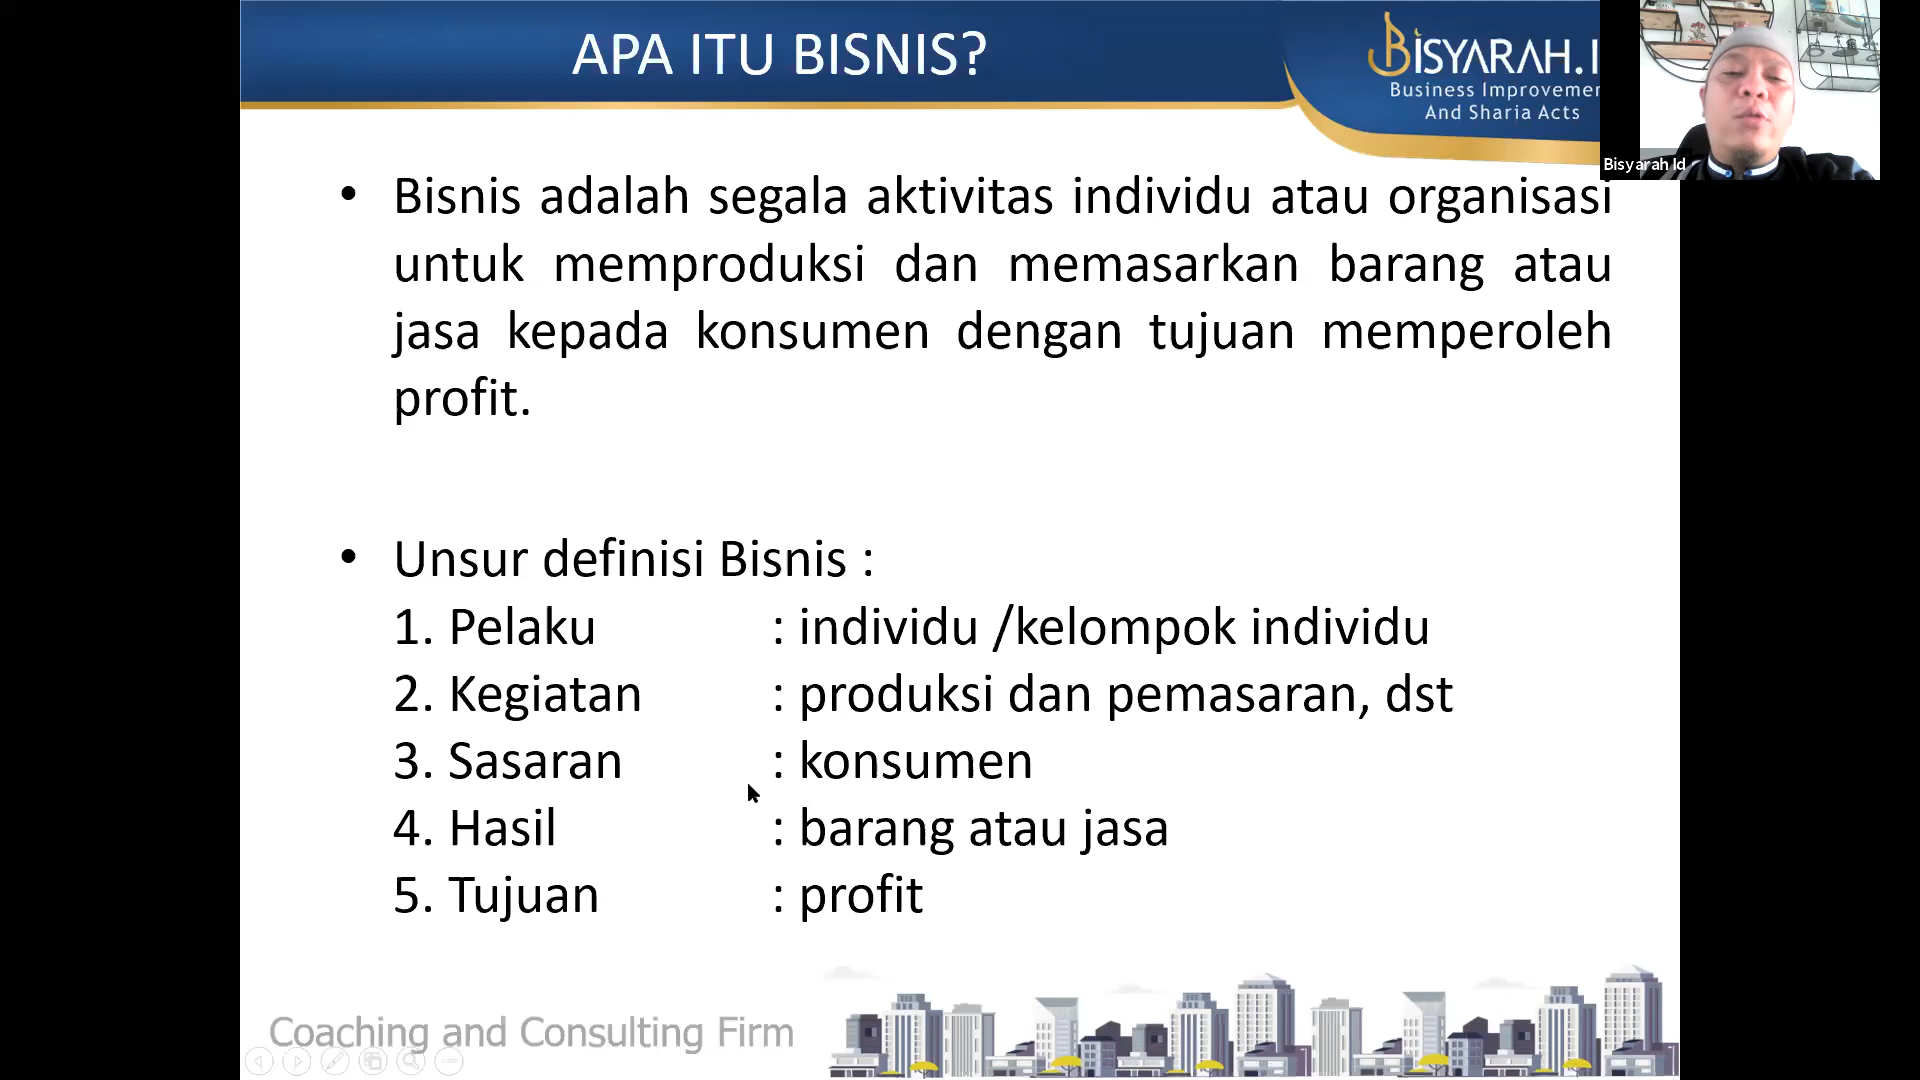 APA ITU BISNIS?
BISYARAH.I
Business Improvemen
And Sharia Acts
Bisyarah Id
• Bisnis adalah segala aktivitas individu atau organisasi
untuk memproduksi dan memasarkan barang atau
jasa kepada konsumen dengan tujuan memperoleh
profit.
• Unsur definisi Bisnis :
1. Pelaku : individu /kelompok individu
2. Kegiatan : produksi dan pemasaran, dst
3. Sasaran : konsumen
4. Hasil : barang atau jasa
5. Tujuan : profit
Coaching and Consulting Firm